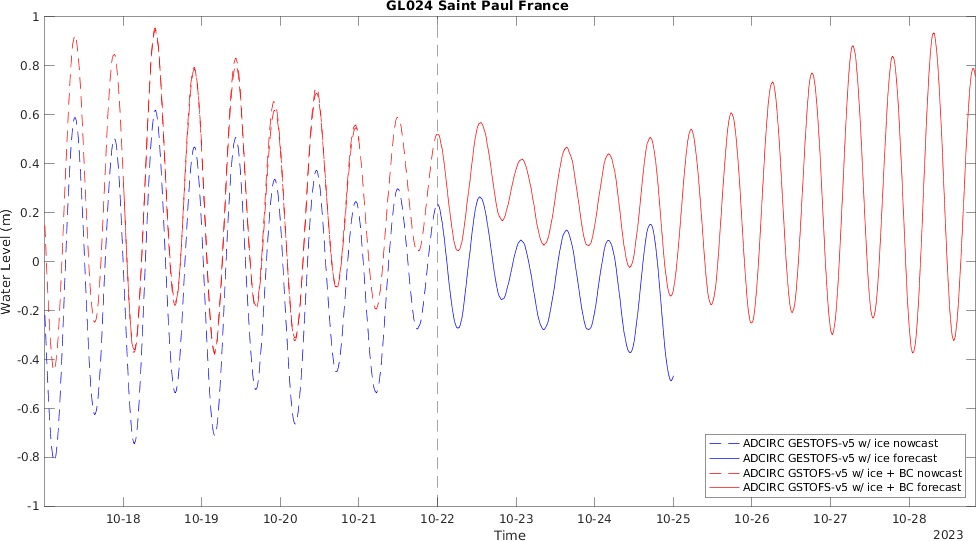 GL024 Saint Paul France
1
0.8
0.6
0.4
0.2
0
-0.2
-0.4
-0.6
-0.8
-1
Water Level (m)
ADCIRC GESTOFS-v5 w/ ice nowcast
ADCIRC GESTOFS-v5 w/ ice forecast
ADCIRC GSTOFS-v5 w/ ice + BC nowcast
ADCIRC GSTOFS-v5 w/ ice + BC forecast
10-18 10-19 10-20 10-21 10-22 10-23 10-24 10-25 10-26 10-27 10-28
Time
2023